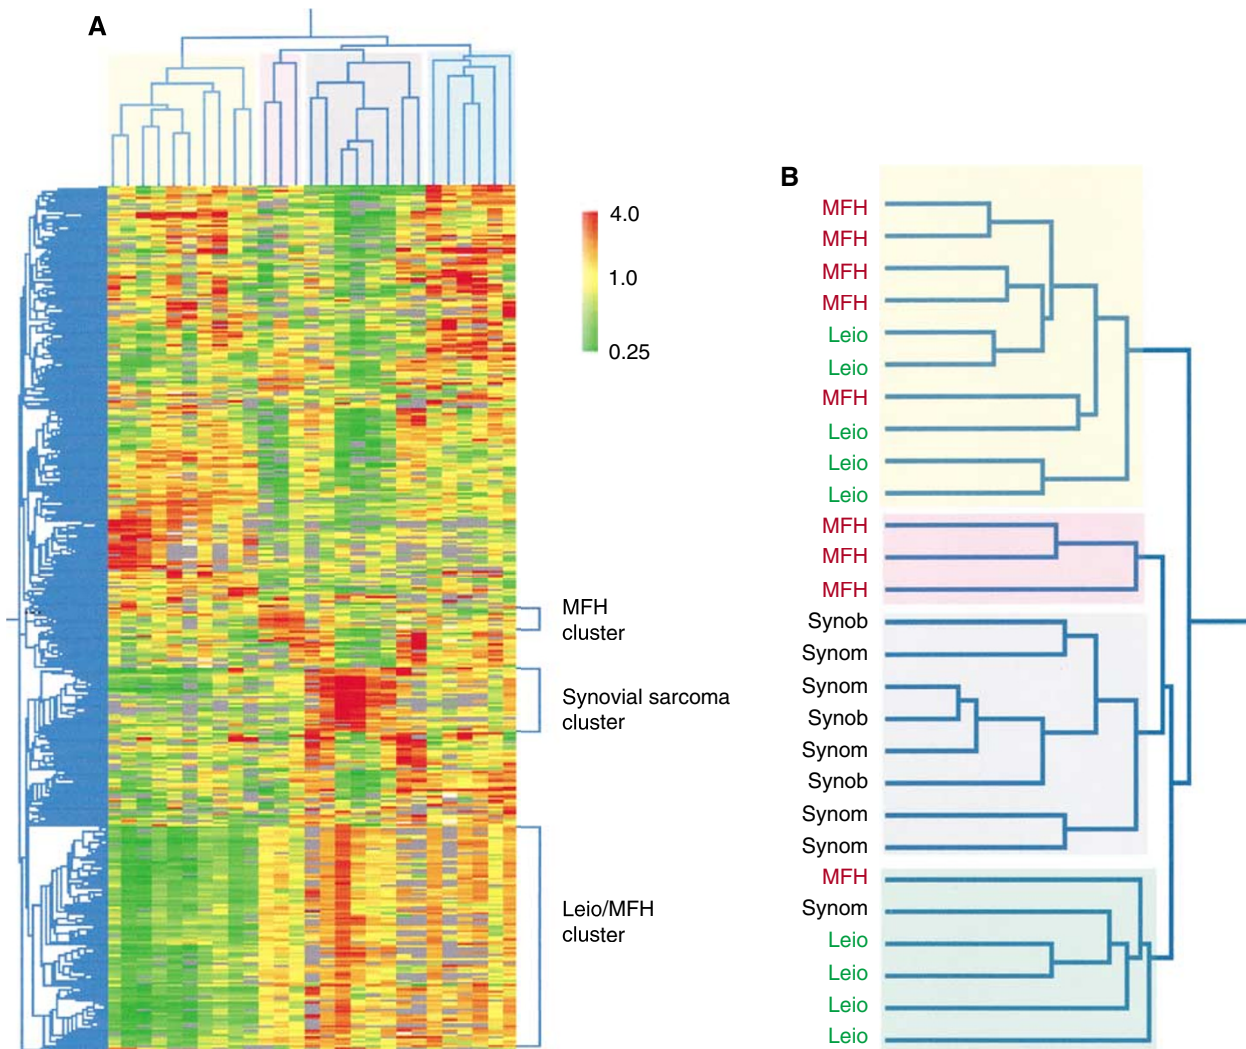 A
4.0
1.0
0.25
MFH
cluster
Synovial sarcoma
cluster
Leio/MFH
cluster
B
MFH
MFH
MFH
MFH
Leio
Leio
MFH
Leio
Leio
Leio
MFH
MFH
MFH
Synob
Synom
Synom
Synob
Synom
Synob
Synom
Synom
MFH
Synom
Leio
Leio
Leio
Leio